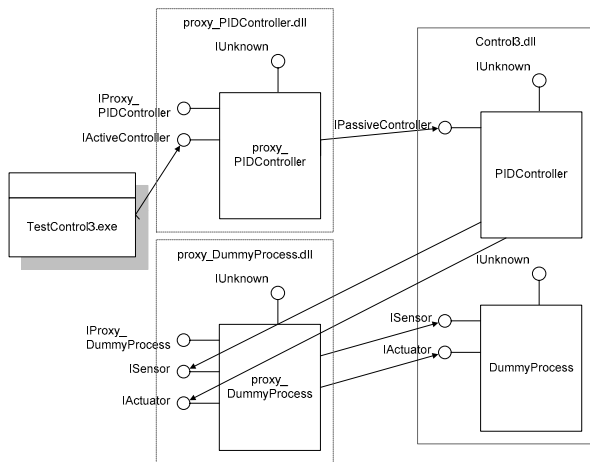 proxy_PIDController.dll
IUnknown
IProxy_
PIDController
IActiveController
proxy_
PIDController
TestControl3.exe
Control3.dll
IUnknown
IPassiveController
PIDController
proxy_DummyProcess.dll
IUnknown
IProxy_
DummyProcess
ISensor
IActuator
proxy_
DummyProcess
IUnknown
ISensor
IActuator
DummyProcess